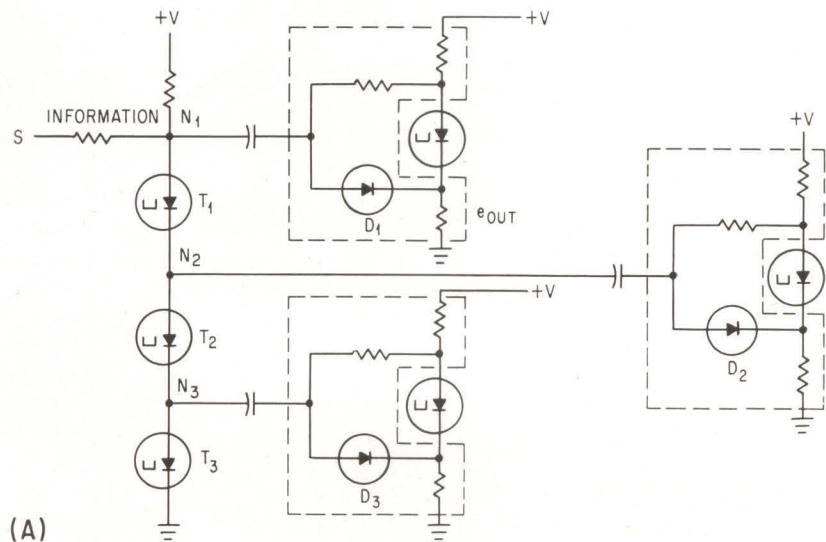 +V
+V
INFORMATION N1
S
+V
T1
D1
eOUT
N2
+V
T2
D2
N3
T3
D3
(A)